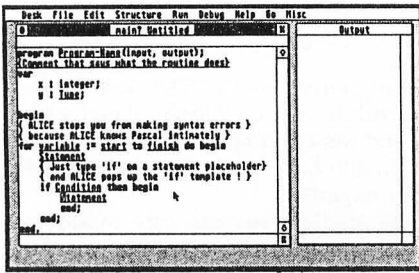 Desk File Edit Structure Run Debug Help Go Misc
main? Untitled
Output
program Program-Name(input, output);
{Comment that says what the routine does}
var
x : integer;
y : Type;
begin
{ ALICE stops you from making syntax errors }
{ because ALICE knows Pascal intimately }
for variable := start to finish do begin
Statement
{ Just type 'if' on a statement placeholder}
{ and ALICE pops up the 'if' template ! }
if Condition then begin
Statement
end;
end;
end.